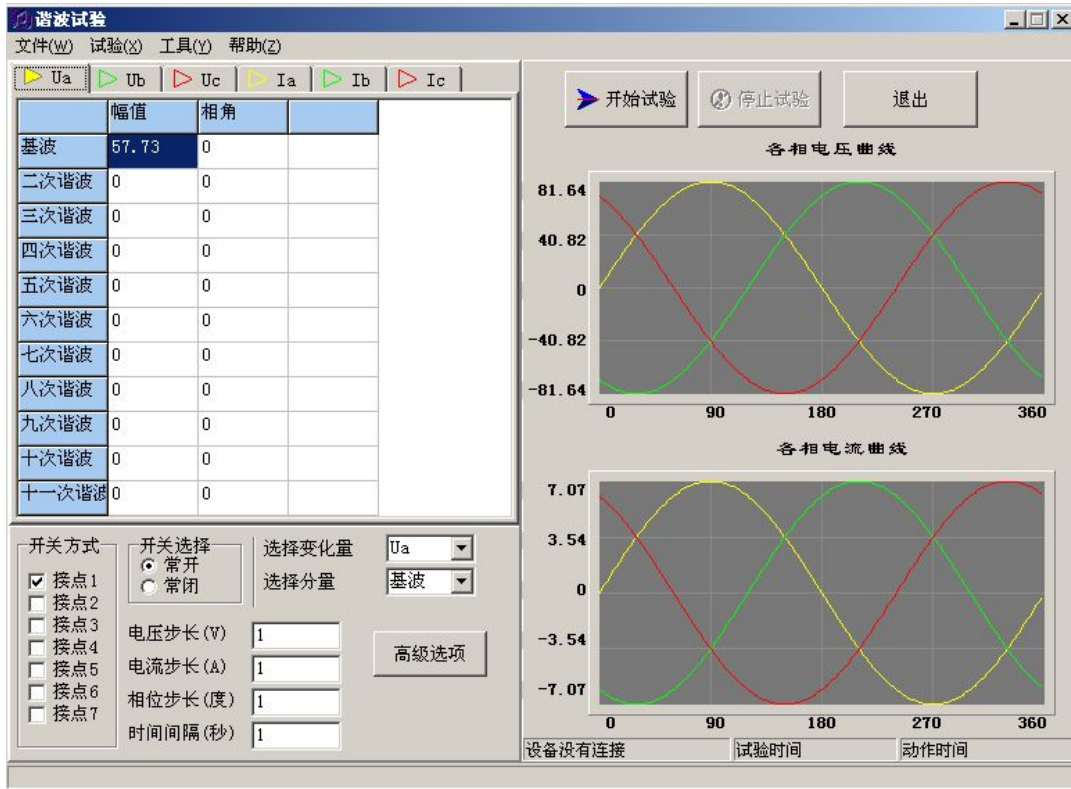 谐波试验
文件(W) 试验(X) 工具(Y) 帮助(Z)
Ua Ub Uc Ia Ib Ic
幅值 相角
基波 57.73 0
二次谐波 0 0
三次谐波 0 0
四次谐波 0 0
五次谐波 0 0
六次谐波 0 0
七次谐波 0 0
八次谐波 0 0
九次谐波 0 0
十次谐波 0 0
十一次谐波 0 0
开关方式
接点1
接点2
接点3
接点4
接点5
接点6
接点7
开关选择
常开
常闭
选择变化量 Ua
选择分量 基波
电压步长(V) 1
电流步长(A) 1
相位步长(度) 1
时间间隔(秒) 1
高级选项
开始试验 停止试验 退出
各相电压曲线
81.64
40.82
0
-40.82
-81.64
0 90 180 270 360
各相电流曲线
7.07
3.54
0
-3.54
-7.07
0 90 180 270 360
设备没有连接 试验时间 动作时间